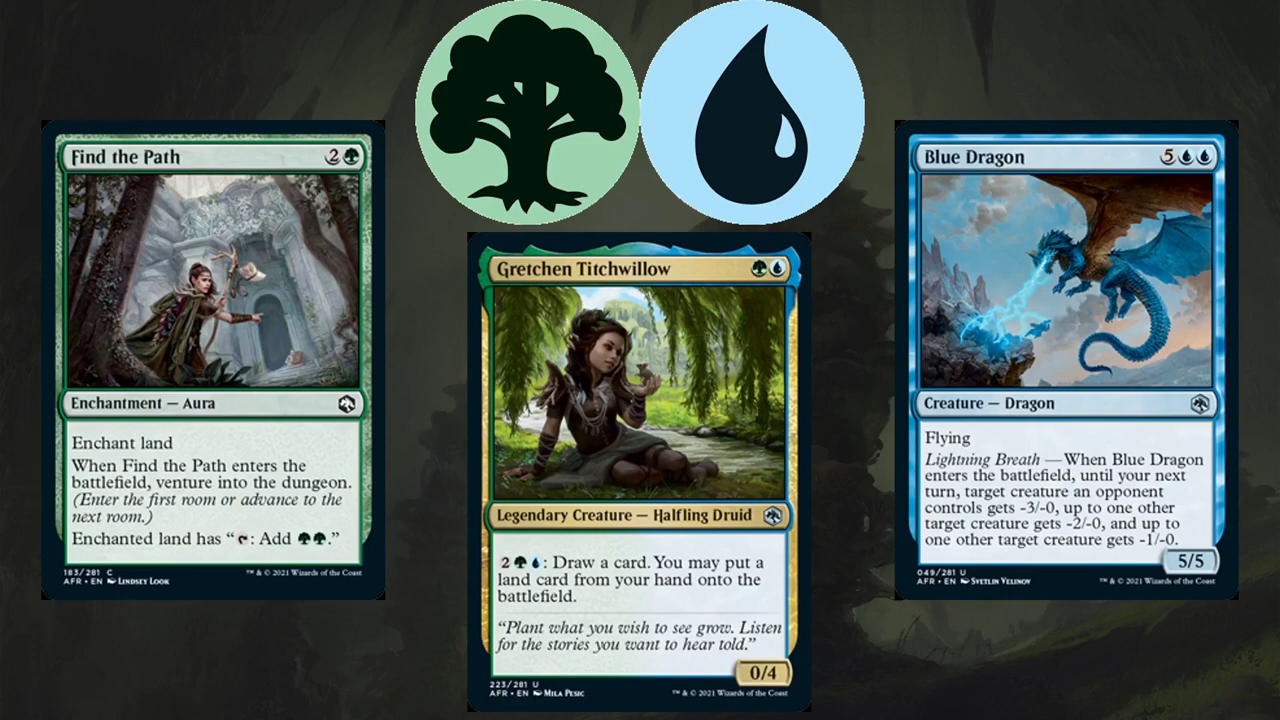 Find the Path
2
Enchantment — Aura
Enchant land
When Find the Path enters the
battlefield, venture into the dungeon.
(Enter the first room or advance to the
next room.)
Enchanted land has “: Add .”
183/281 C
AFR • EN LINDSEY LOOK
™ & © 2021 Wizards of the Coast
Gretchen Titchwillow
Legendary Creature — Halfling Druid
2 : Draw a card. You may put a
land card from your hand onto the
battlefield.
“Plant what you wish to see grow. Listen
for the stories you want to hear told.”
0/4
223/281 U
AFR • EN MILA PESIC
™ & © 2021 Wizards of the Coast
Blue Dragon
5
Creature — Dragon
Flying
Lightning Breath — When Blue Dragon
enters the battlefield, until your next
turn, target creature an opponent
controls gets -3/-0, up to one other
target creature gets -2/-0, and up to
one other target creature gets -1/-0.
5/5
049/281 U
AFR • EN SVETLIN VELINOV
™ & © 2021 Wizards of the Coast